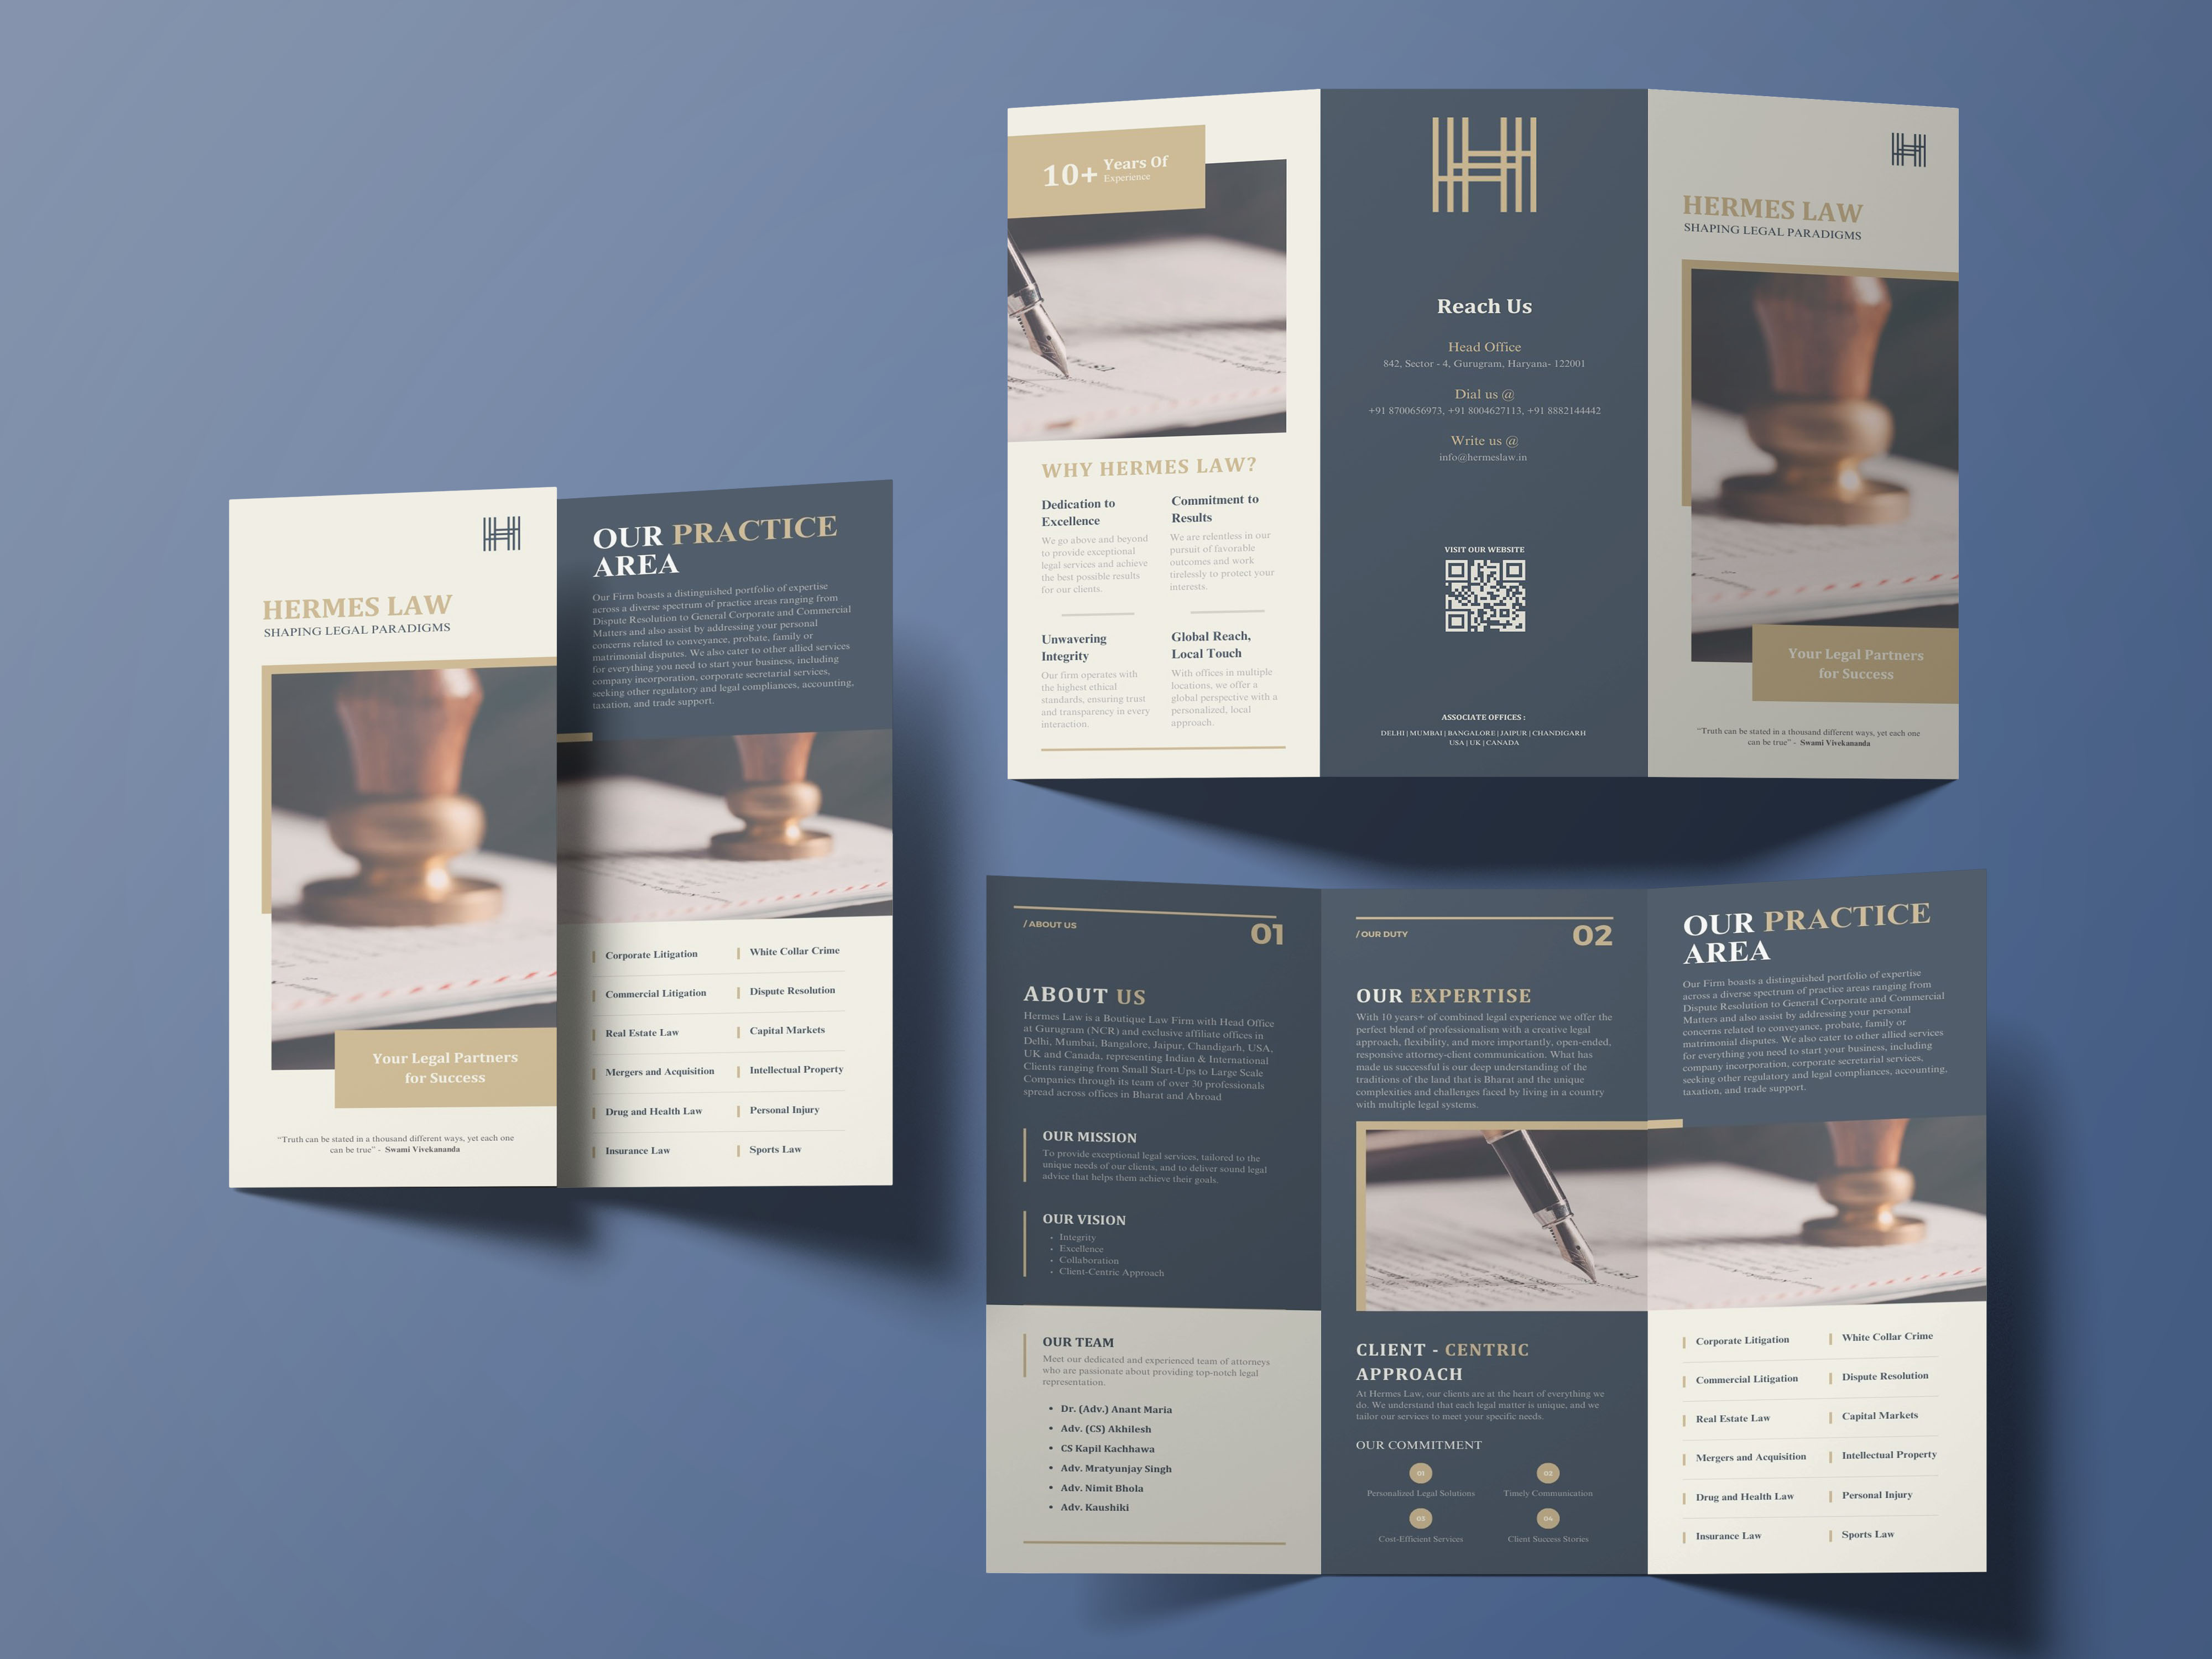 HERMES LAW
SHAPING LEGAL PARADIGMS
Your Legal Partners
for Success
"Truth can be stated in a thousand different ways, yet each one
can be true" - Swami Vivekananda
OUR PRACTICE
AREA
Our Firm boasts a distinguished portfolio of expertise
across a diverse spectrum of practice areas ranging from
Dispute Resolution to General Corporate and Commercial
Matters and also assist by addressing your personal
concerns related to conveyance, probate, family or
matrimonial disputes. We also cater to other allied services
for everything you need to start your business, including
company incorporation, corporate secretarial services,
seeking other regulatory and legal compliances, accounting,
taxation, and trade support.
Corporate Litigation
White Collar Crime
Commercial Litigation
Dispute Resolution
Real Estate Law
Capital Markets
Mergers and Acquisition
Intellectual Property
Drug and Health Law
Personal Injury
Insurance Law
Sports Law
10+ Years Of
Experience
WHY HERMES LAW?
Dedication to
Excellence
We go above and beyond
to provide exceptional
legal services and achieve
the best possible results
for our clients.
Commitment to
Results
We are relentless in our
pursuit of favorable
outcomes and work
tirelessly to protect your
interests.
Unwavering
Integrity
Our firm operates with
the highest ethical
standards, ensuring trust
and transparency in every
interaction.
Global Reach,
Local Touch
With offices in multiple
locations, we offer a
global perspective with a
personalized, local
approach.
Reach Us
Head Office
842, Sector - 4, Gurugram, Haryana- 122001
Dial us @
+91 8700656973, +91 8004627113, +91 8882144442
Write us @
info@hermeslaw.in
VISIT OUR WEBSITE
ASSOCIATE OFFICES :
DELHI | MUMBAI | BANGALORE | JAIPUR | CHANDIGARH
USA | UK | CANADA
HERMES LAW
SHAPING LEGAL PARADIGMS
Your Legal Partners
for Success
"Truth can be stated in a thousand different ways, yet each one
can be true" - Swami Vivekananda
/ ABOUT US
01
ABOUT US
Hermes Law is a Boutique Law Firm with Head Office
at Gurugram (NCR) and exclusive affiliate offices in
Delhi, Mumbai, Bangalore, Jaipur, Chandigarh, USA,
UK and Canada, representing Indian & International
Clients ranging from Small Start-Ups to Large Scale
Companies through its team of over 30 professionals
spread across offices in Bharat and Abroad
OUR MISSION
To provide exceptional legal services, tailored to the
unique needs of our clients, and to deliver sound legal
advice that helps them achieve their goals.
OUR VISION
• Integrity
• Excellence
• Collaboration
• Client-Centric Approach
OUR TEAM
Meet our dedicated and experienced team of attorneys
who are passionate about providing top-notch legal
representation.
• Dr. (Adv.) Anant Maria
• Adv. (CS) Akhilesh
• CS Kapil Kachhawa
• Adv. Mratyunjay Singh
• Adv. Nimit Bhola
• Adv. Kaushiki
/ OUR DUTY
02
OUR EXPERTISE
With 10 years+ of combined legal experience we offer the
perfect blend of professionalism with a creative legal
approach, flexibility, and more importantly, open-ended,
responsive attorney-client communication. What has
made us successful is our deep understanding of the
traditions of the land that is Bharat and the unique
complexities and challenges faced by living in a country
with multiple legal systems.
CLIENT - CENTRIC
APPROACH
At Hermes Law, our clients are at the heart of everything we
do. We understand that each legal matter is unique, and we
tailor our services to meet your specific needs.
OUR COMMITMENT
01
Personalized Legal Solutions
02
Timely Communication
03
Cost-Efficient Services
04
Client Success Stories
OUR PRACTICE
AREA
Our Firm boasts a distinguished portfolio of expertise
across a diverse spectrum of practice areas ranging from
Dispute Resolution to General Corporate and Commercial
Matters and also assist by addressing your personal
concerns related to conveyance, probate, family or
matrimonial disputes. We also cater to other allied services
for everything you need to start your business, including
company incorporation, corporate secretarial services,
seeking other regulatory and legal compliances, accounting,
taxation, and trade support.
Corporate Litigation
White Collar Crime
Commercial Litigation
Dispute Resolution
Real Estate Law
Capital Markets
Mergers and Acquisition
Intellectual Property
Drug and Health Law
Personal Injury
Insurance Law
Sports Law